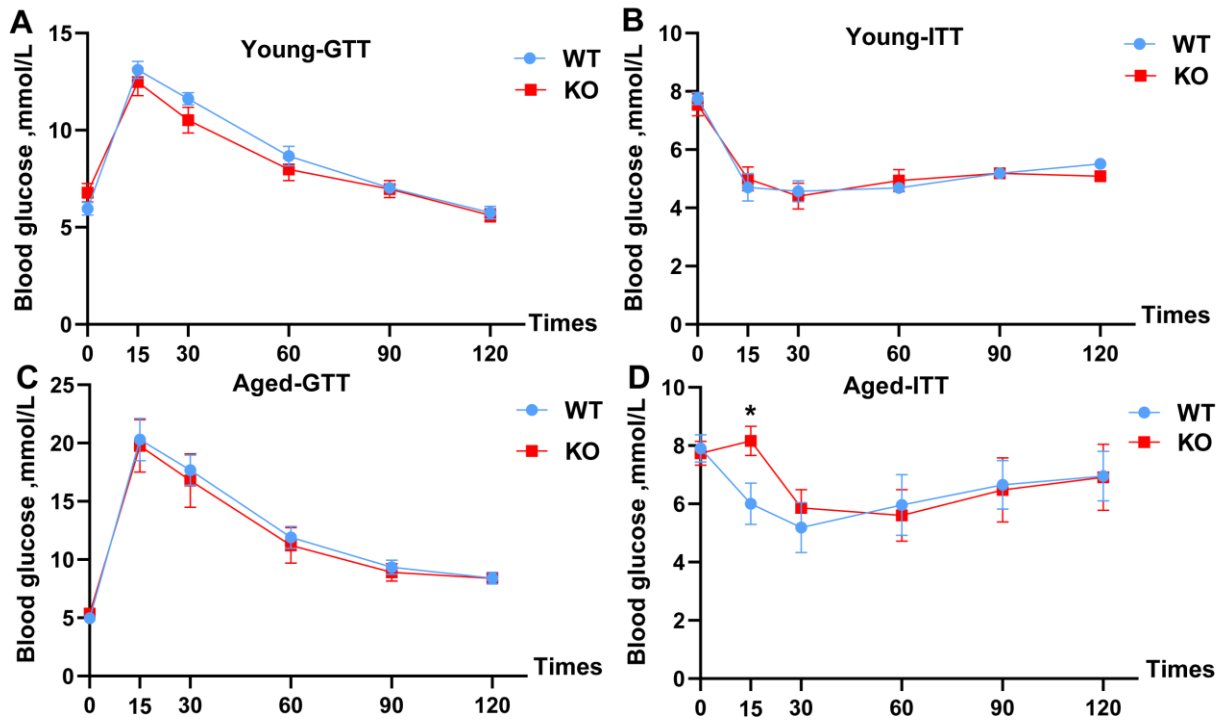 A
Young-GTT
WT
KO
Blood glucose ,mmol/L
15
10
5
0
Times
0 15 30 60 90 120
B
Young-ITT
WT
KO
Blood glucose ,mmol/L
10
8
6
4
2
0
Times
0 15 30 60 90 120
C
Aged-GTT
WT
KO
Blood glucose ,mmol/L
25
20
15
10
5
0
Times
0 15 30 60 90 120
D
Aged-ITT
WT
KO
Blood glucose ,mmol/L
10
8
6
4
2
0
*
Times
0 15 30 60 90 120